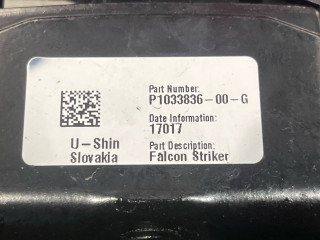 Part Number:
P1033836-00-G
Date Information:
17017
U-Shin
Slovakia
Part Description:
Falcon Striker